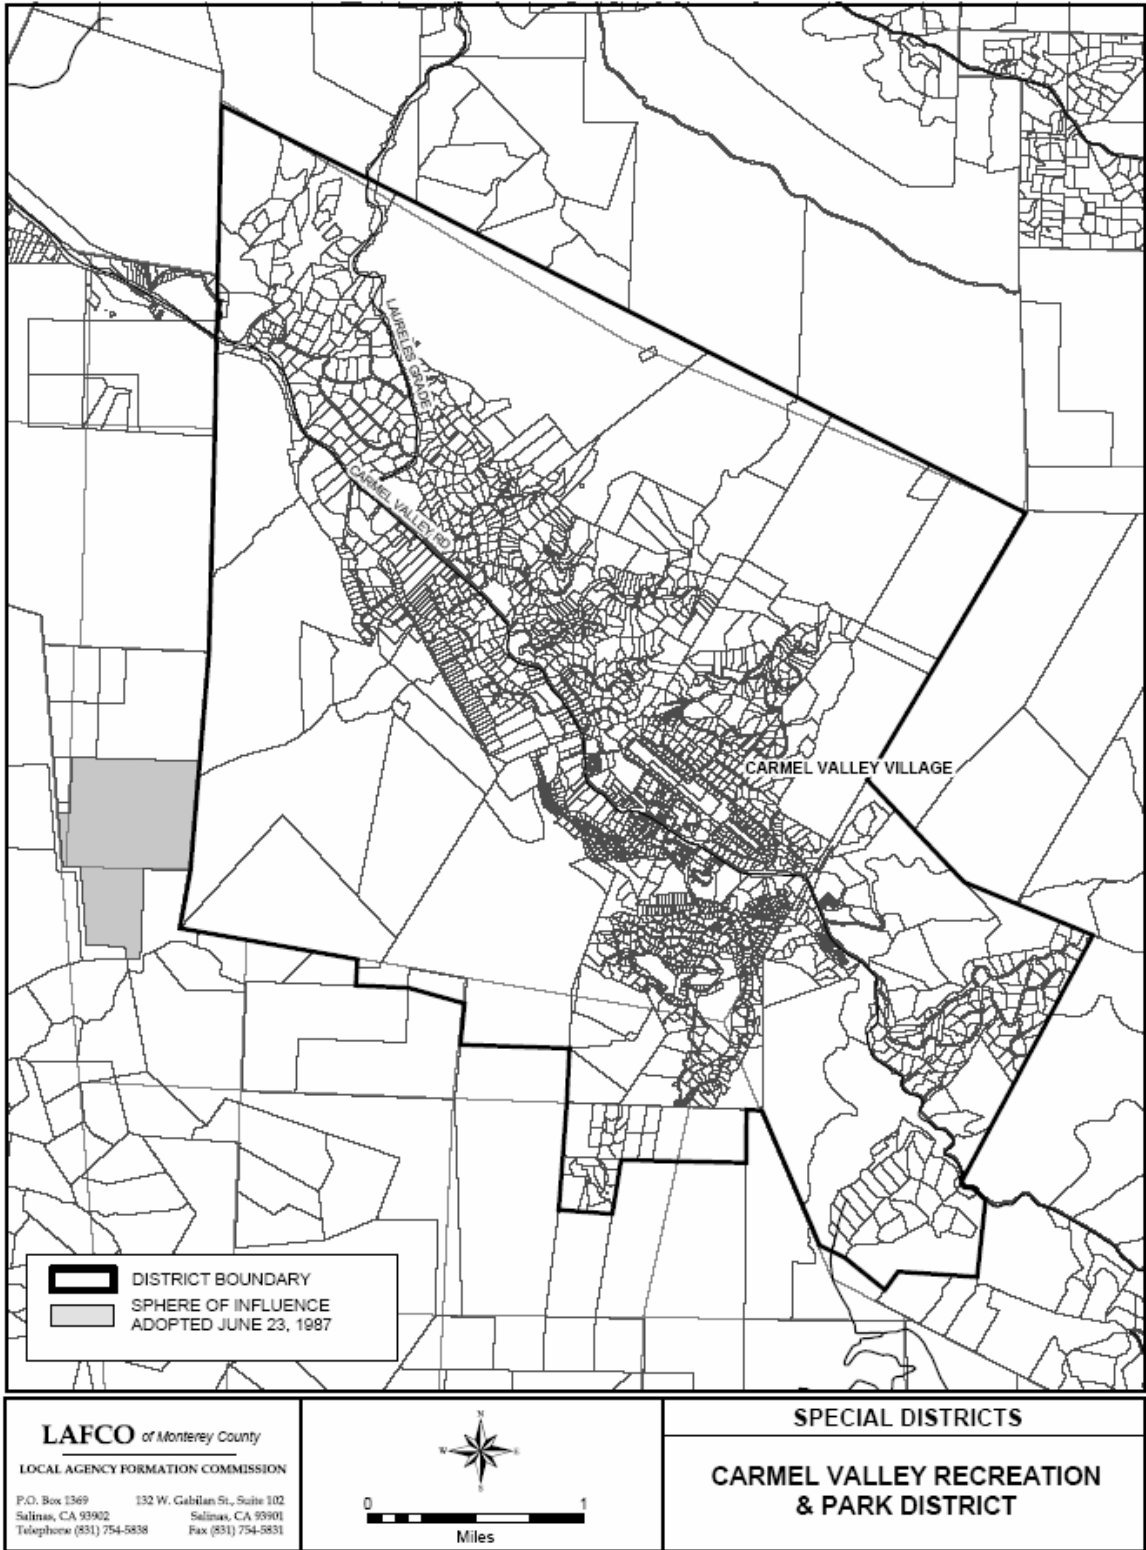 LAURELES GRADE
CARMEL VALLEY RD
CARMEL VALLEY VILLAGE
DISTRICT BOUNDARY
SPHERE OF INFLUENCE
ADOPTED JUNE 23, 1987
LAFCO of Monterey County
LOCAL AGENCY FORMATION COMMISSION
P.O. Box 1369 132 W. Gabilan St., Suite 102
Salinas, CA 93902 Salinas, CA 93901
Telephone (831) 754-5838 Fax (831) 754-5831
N
W E
S
0 1
Miles
SPECIAL DISTRICTS
CARMEL VALLEY RECREATION
& PARK DISTRICT